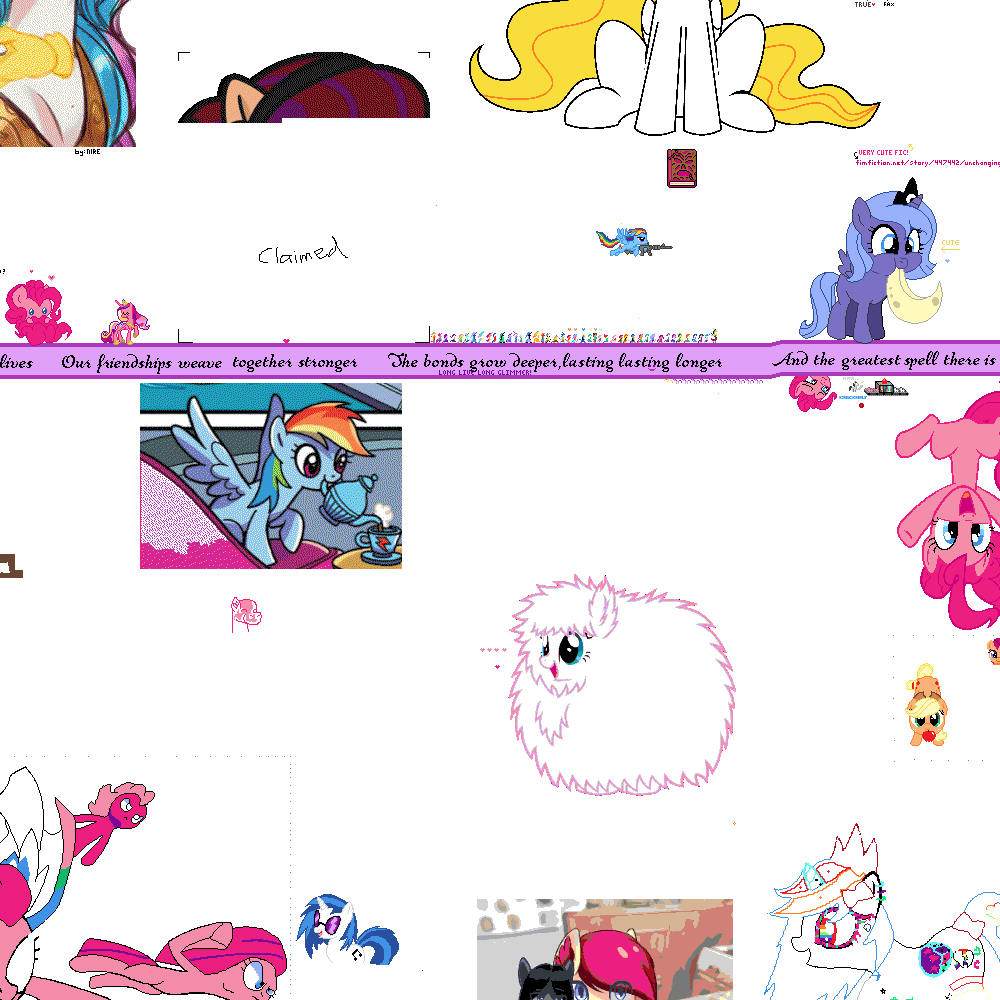 TRUE♥ FAX
by:NIRE
VERY CUTE FIC!
fimfiction.net/story/447442/unchanging
CUTE
Claimed
lives Our friendships weave together stronger The bonds grow deeper, lasting lasting longer And the greatest spell there is
LONG LIVE LONG GLIMMER!